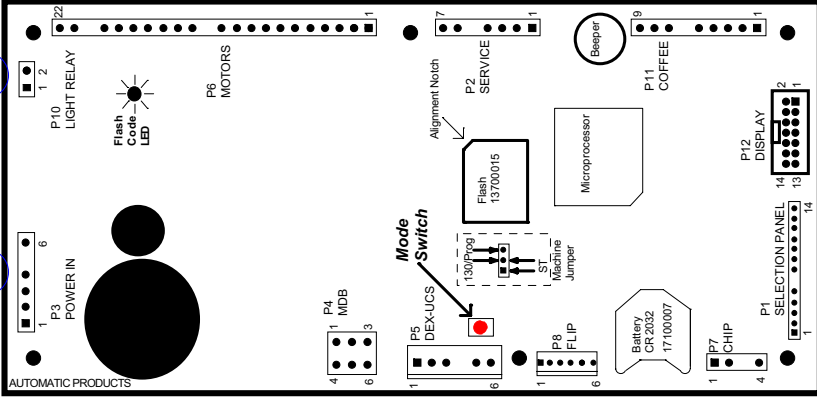 22
1
7
1
9
1
P10
LIGHT RELAY
1 2
Flash
Code
LED
P6
MOTORS
P2
SERVICE
Beeper
P11
COFFEE
Alignment Notch
Flash
13700015
Microprocessor
2
1
P12
DISPLAY
14
13
P3
POWER IN
1
6
Mode
Switch
130/Prog
ST
Machine
Jumper
P4
MDB
1
3
4
6
P5
DEX-UCS
1
6
P8
FLIP
1
6
Battery
CR2032
17100007
P7
CHIP
1
4
P1
SELECTION PANEL
1
14
AUTOMATIC PRODUCTS